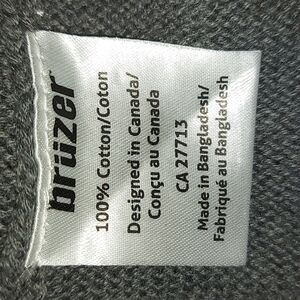 brüzer
100% Cotton/Coton
Designed in Canada/
Conçu au Canada
CA 27713
Made in Bangladesh/
Fabriqué au Bangladesh